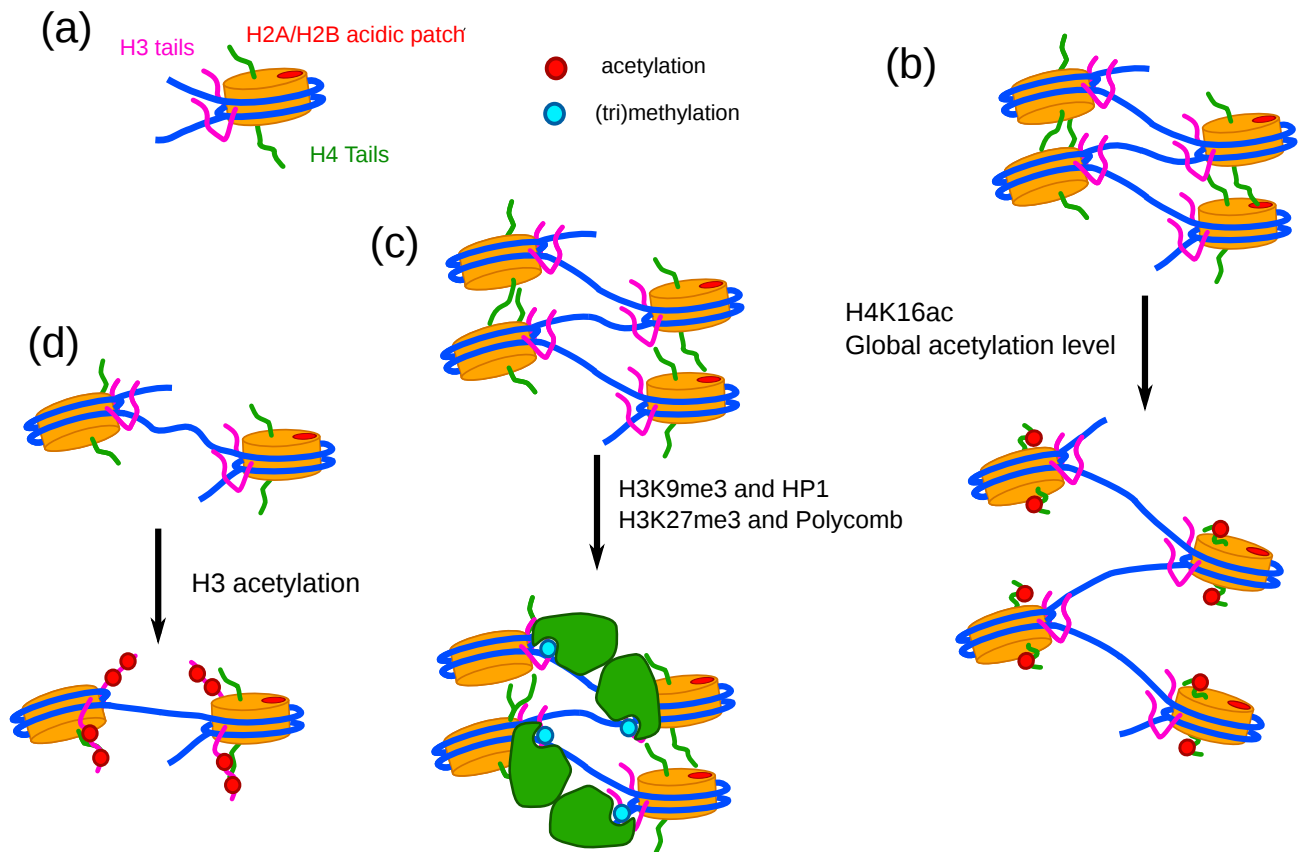 (a)
H3 tails
H2A/H2B acidic patch
H4 Tails
acetylation
(tri)methylation
(b)
H4K16ac
Global acetylation level
(c)
H3K9me3 and HP1
H3K27me3 and Polycomb
(d)
H3 acetylation